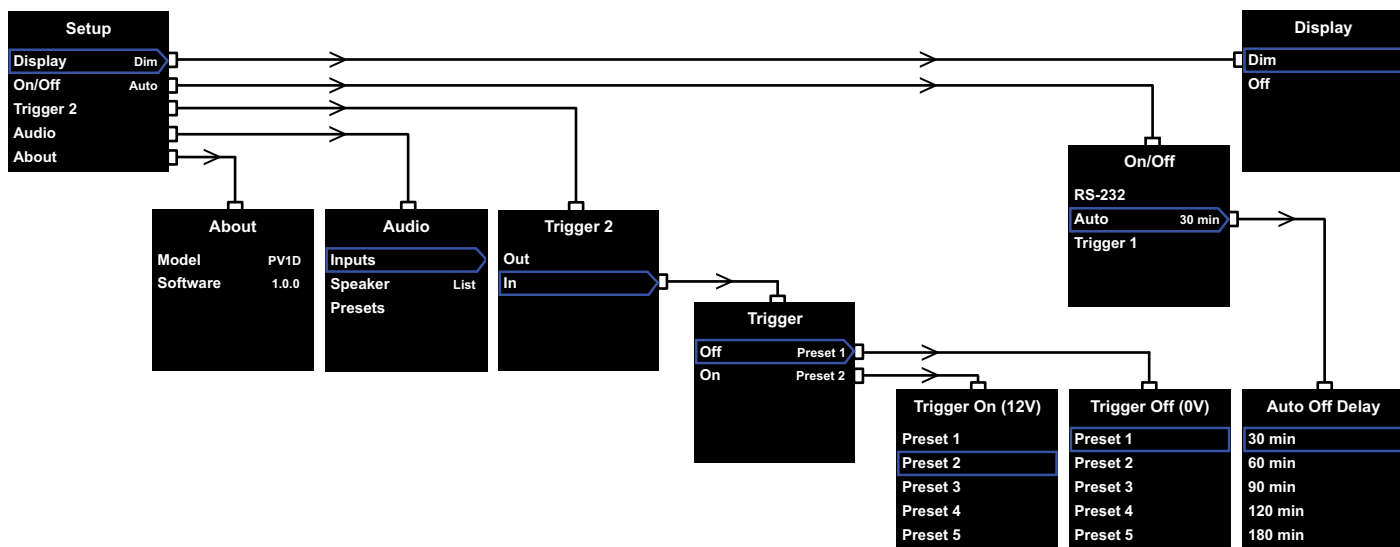 Setup
Display Dim
On/Off Auto
Trigger 2
Audio
About
Display
Dim
Off
On/Off
RS-232
Auto 30 min
Trigger 1
About
Model PV1D
Software 1.0.0
Audio
Inputs
Speaker List
Presets
Trigger 2
Out
In
Trigger
Off Preset 1
On Preset 2
Trigger On (12V)
Preset 1
Preset 2
Preset 3
Preset 4
Preset 5
Trigger Off (0V)
Preset 1
Preset 2
Preset 3
Preset 4
Preset 5
Auto Off Delay
30 min
60 min
90 min
120 min
180 min